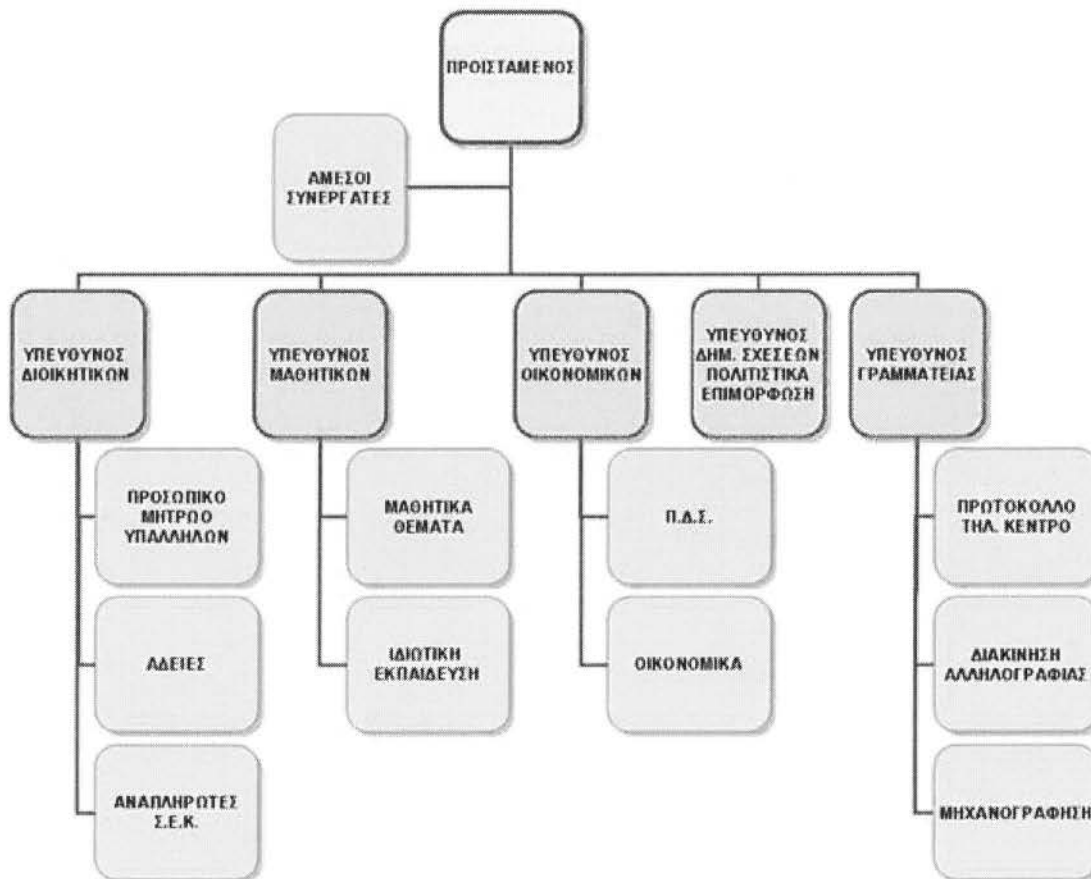 ΠΡΟΙΣΤΑΜΕΝΟΣ
ΑΜΕΣΟΙ
ΣΥΝΕΡΓΑΤΕΣ
ΥΠΕΥΘΥΝΟΣ
ΔΙΟΙΚΗΤΙΚΩΝ
ΥΠΕΥΘΥΝΟΣ
ΜΑΘΗΤΙΚΩΝ
ΥΠΕΥΘΥΝΟΣ
ΟΙΚΟΝΟΜΙΚΩΝ
ΥΠΕΥΘΥΝΟΣ
ΔΗΜ. ΣΧΕΣΕΩΝ
ΠΟΛΙΤΙΣΤΙΚΑ
ΕΠΙΜΟΡΦΩΣΗ
ΥΠΕΥΘΥΝΟΣ
ΓΡΑΜΜΑΤΕΙΑΣ
ΠΡΟΣΩΠΙΚΟ
ΜΗΤΡΩΟ
ΥΠΑΛΛΗΛΩΝ
ΜΑΘΗΤΙΚΑ
ΘΕΜΑΤΑ
Π.Δ.Σ.
ΠΡΩΤΟΚΟΛΛΟ
ΤΗΛ. ΚΕΝΤΡΟ
ΑΔΕΙΕΣ
ΙΔΙΩΤΙΚΗ
ΕΚΠΑΙΔΕΥΣΗ
ΟΙΚΟΝΟΜΙΚΑ
ΔΙΑΚΙΝΗΣΗ
ΑΛΛΗΛΟΓΡΑΦΙΑΣ
ΑΝΑΠΛΗΡΩΤΕΣ
Σ.Ε.Κ.
ΜΗΧΑΝΟΓΡΑΦΗΣΗ